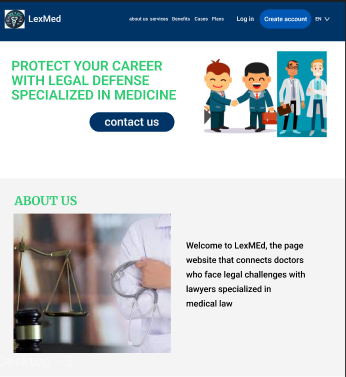 LexMed
about us services Benefits Cases Plans Log in Create account EN
PROTECT YOUR CAREER
WITH LEGAL DEFENSE
SPECIALIZED IN MEDICINE
contact us
ABOUT US
Welcome to LexMEd, the page
website that connects doctors
who face legal challenges with
lawyers specialized in
medical law